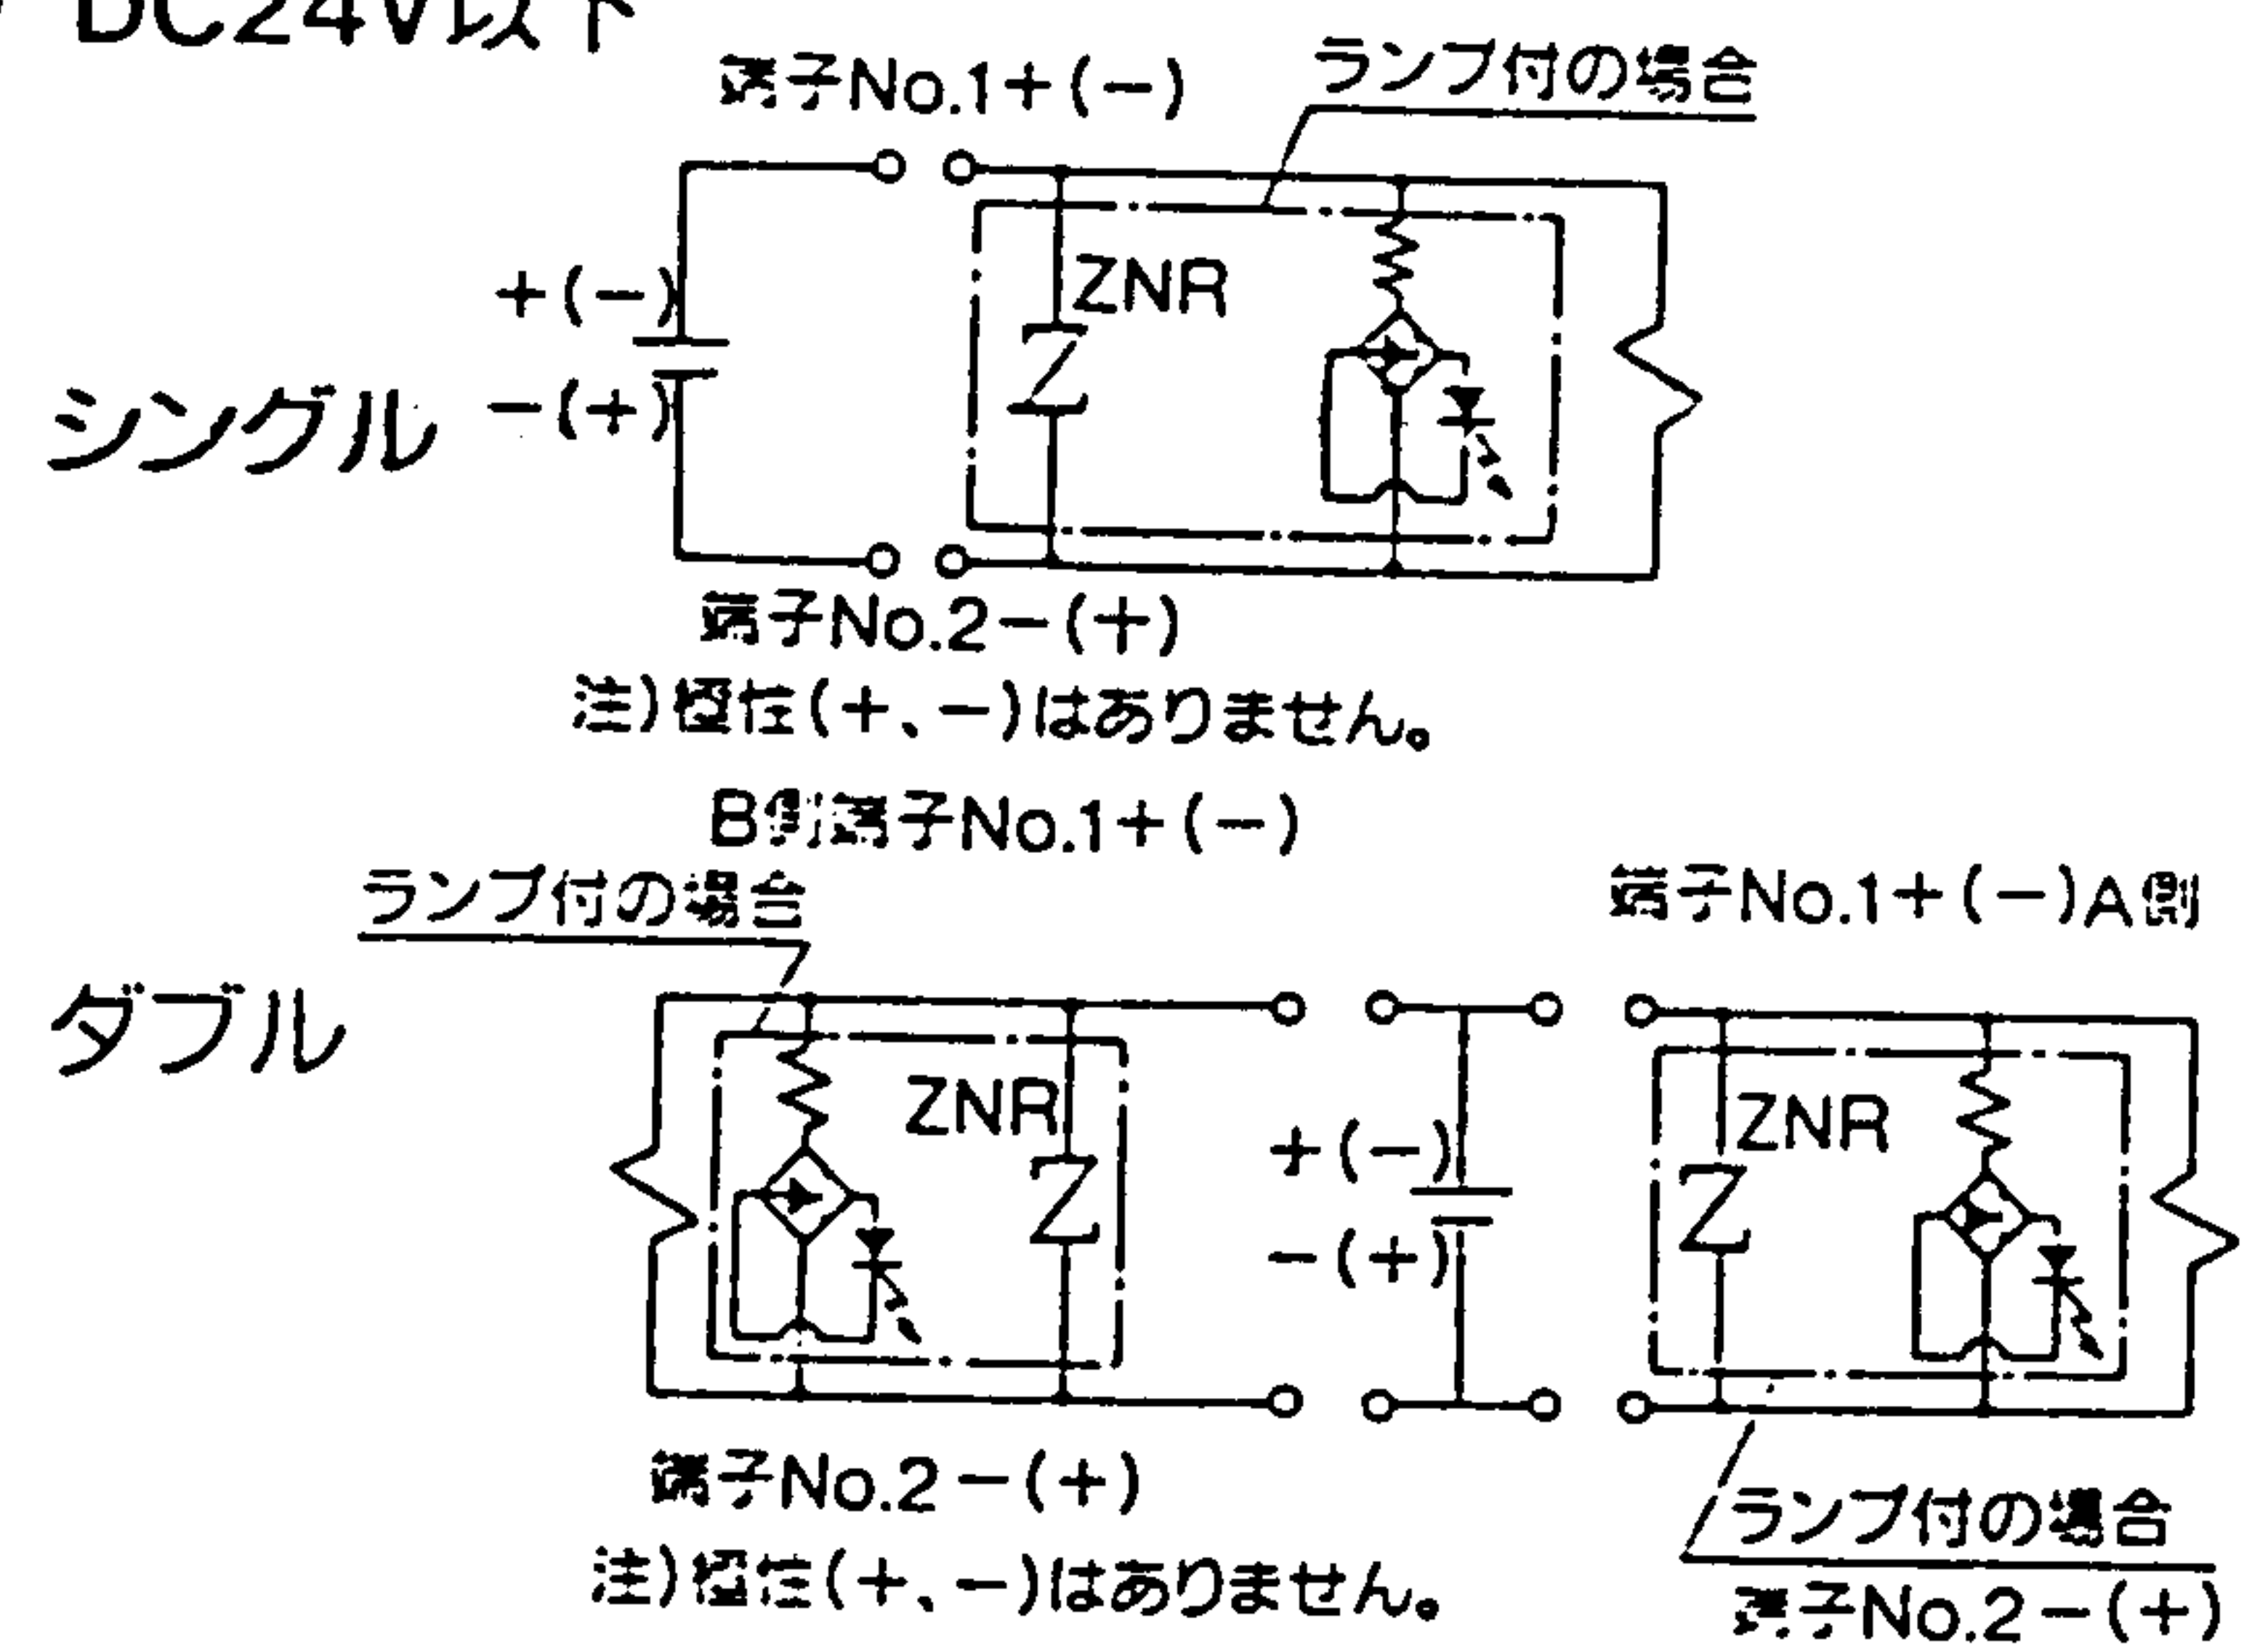 DC24V以下
端子No.1+(−)
ランプ付の場合
ZNR
+(−)
−(+)
シングル
Z
端子No.2−(+)
注)極性(+、−)はありません。
B側端子No.1+(−)
ランプ付の場合
端子No.1+(−)A側
ダブル
ZNR
ZNR
+(−)
Z
Z
−(+)
端子No.2−(+)
ランプ付の場合
注)極性(+、−)はありません。
端子No.2−(+)